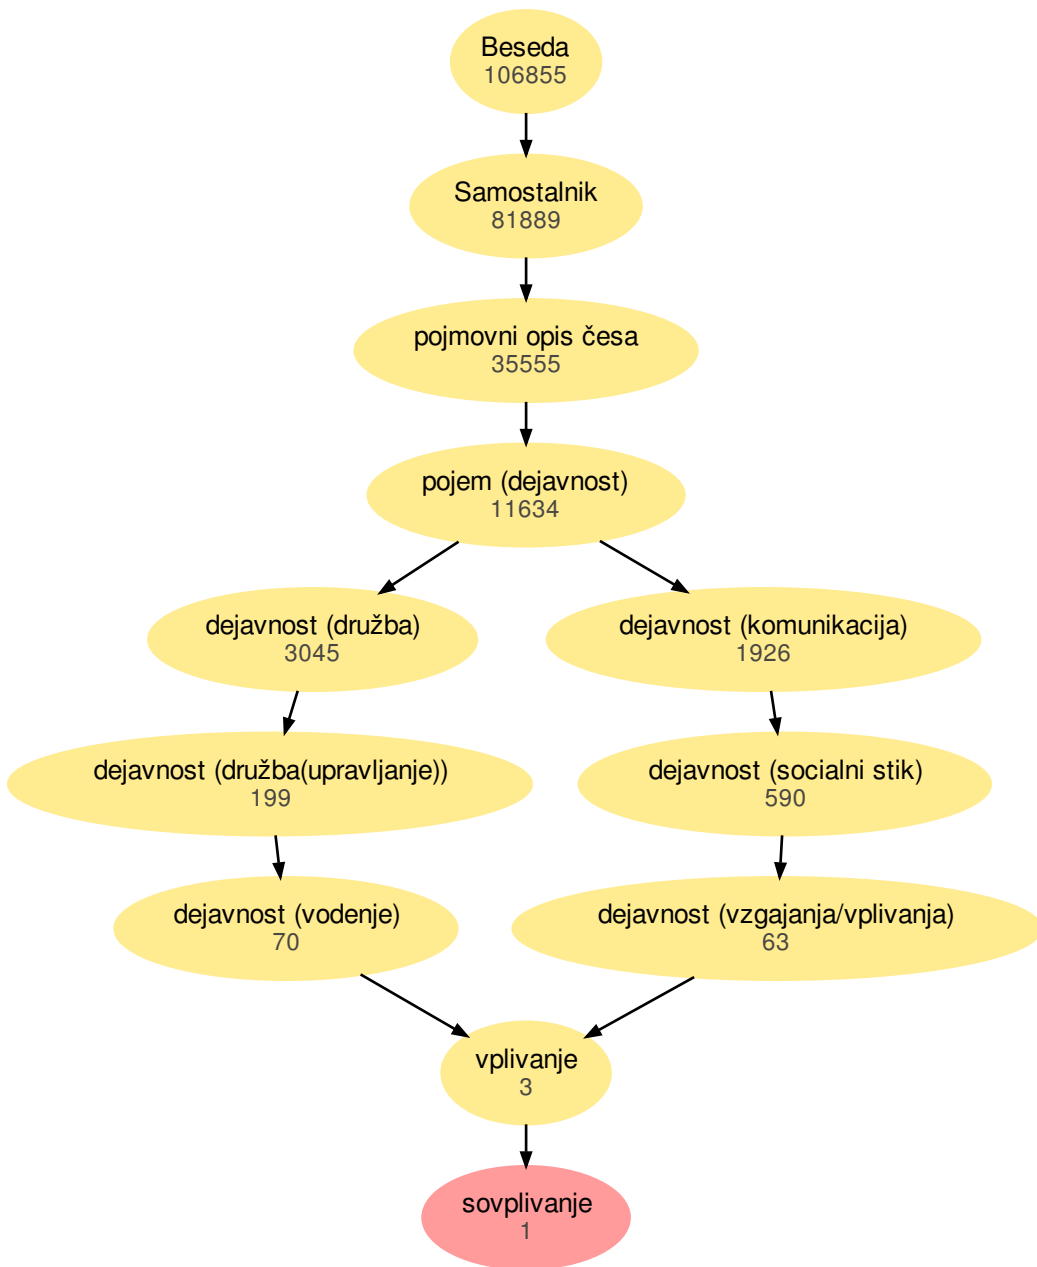 Beseda
106855
Samostalnik
81889
pojmovni opis česa
35555
pojem (dejavnost)
11634
dejavnost (družba)
3045
dejavnost (komunikacija)
1926
dejavnost (družba(upravljanje))
199
dejavnost (socialni stik)
590
dejavnost (vodenje)
70
dejavnost (vzgajanja/vplivanja)
63
vplivanje
3
sovplivanje
1